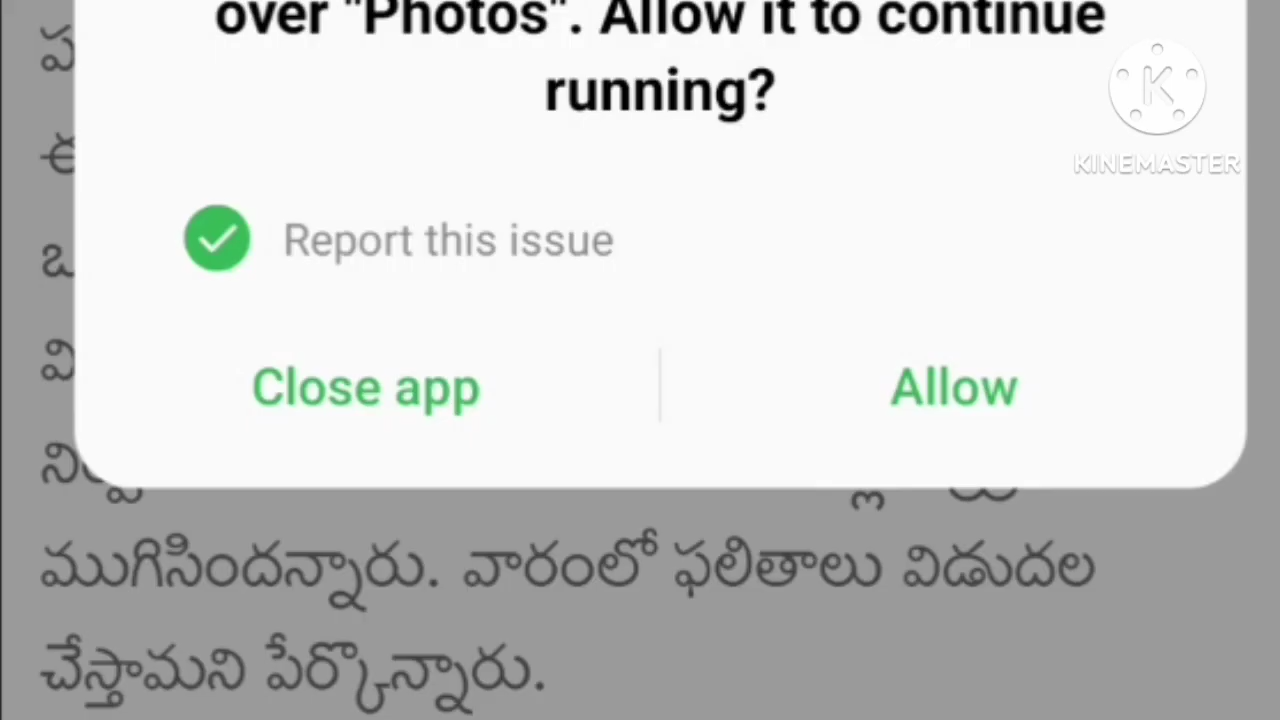 over "Photos". Allow it to continue
running?
K
KINEMASTER
Report this issue
Close app
Allow
ముగిసిందన్నారు. వారంలో ఫలితాలు విడుదల
చేస్తామని పేర్కొన్నారు.